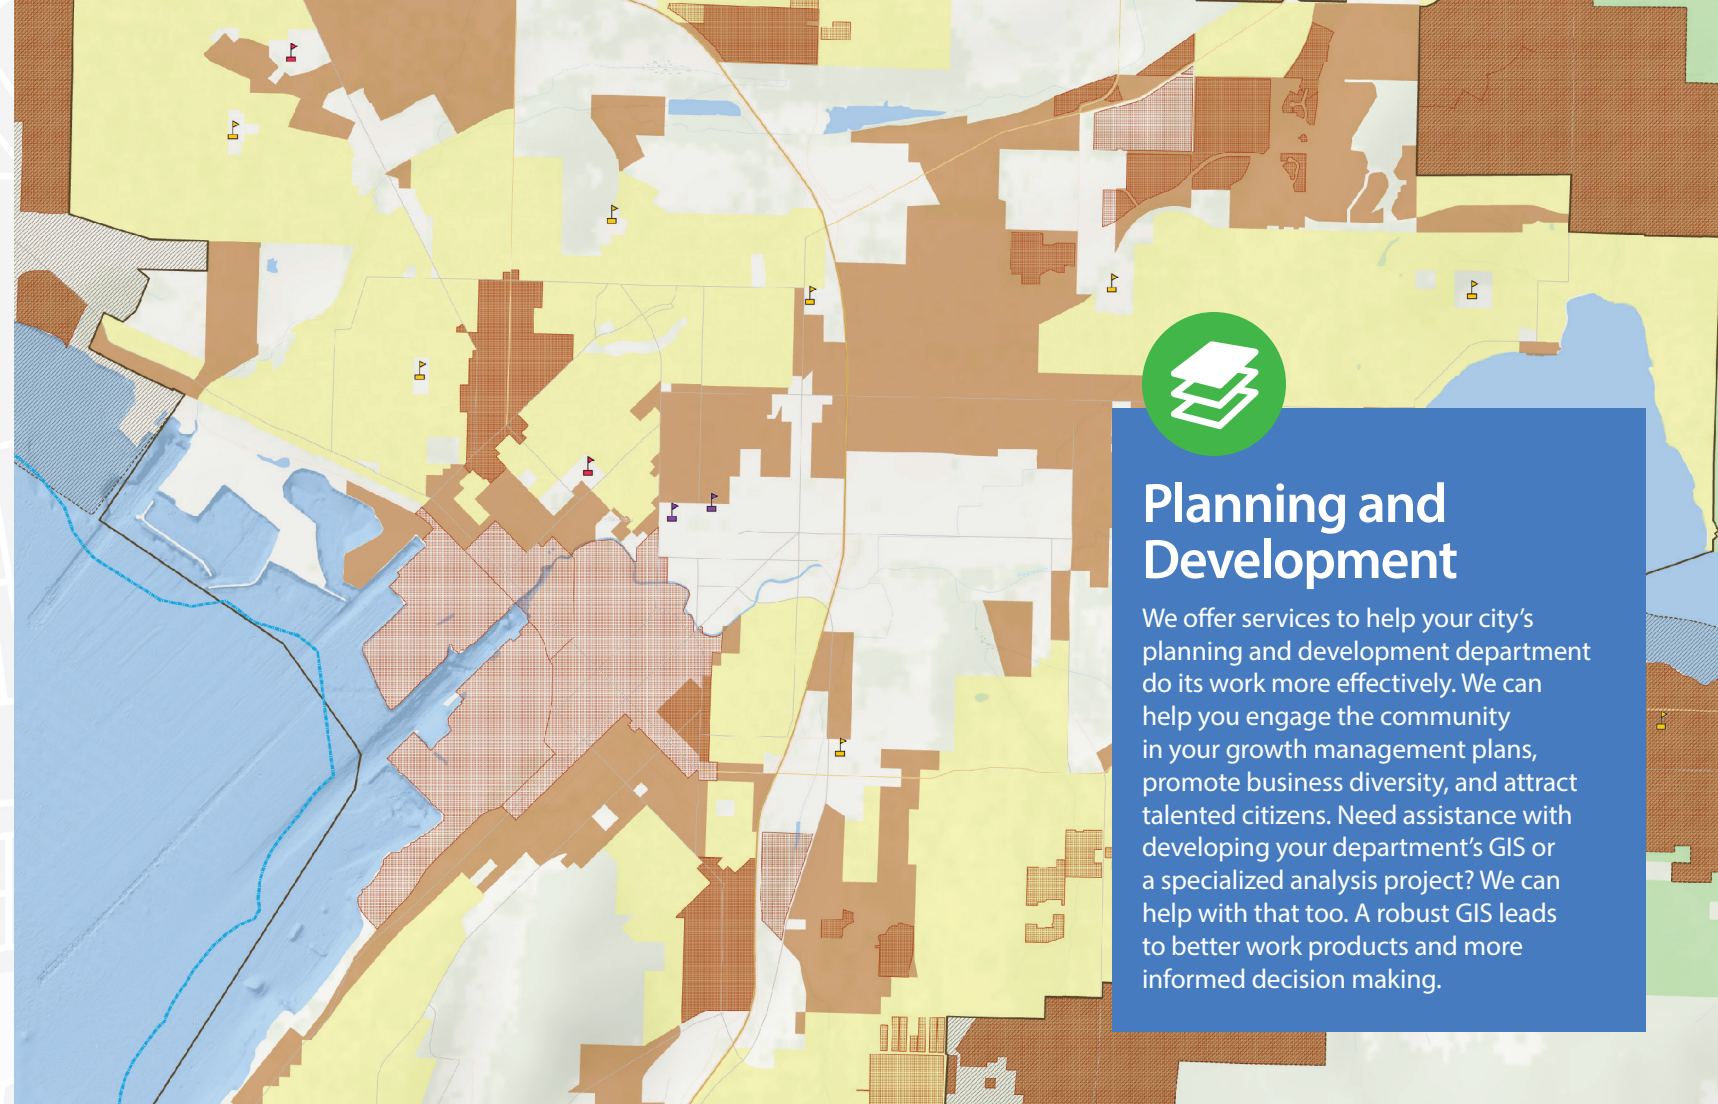 Planning and
Development
We offer services to help your city’s
planning and development department
do its work more effectively. We can
help you engage the community
in your growth management plans,
promote business diversity, and attract
talented citizens. Need assistance with
developing your department’s GIS or
a specialized analysis project? We can
help with that too. A robust GIS leads
to better work products and more
informed decision making.